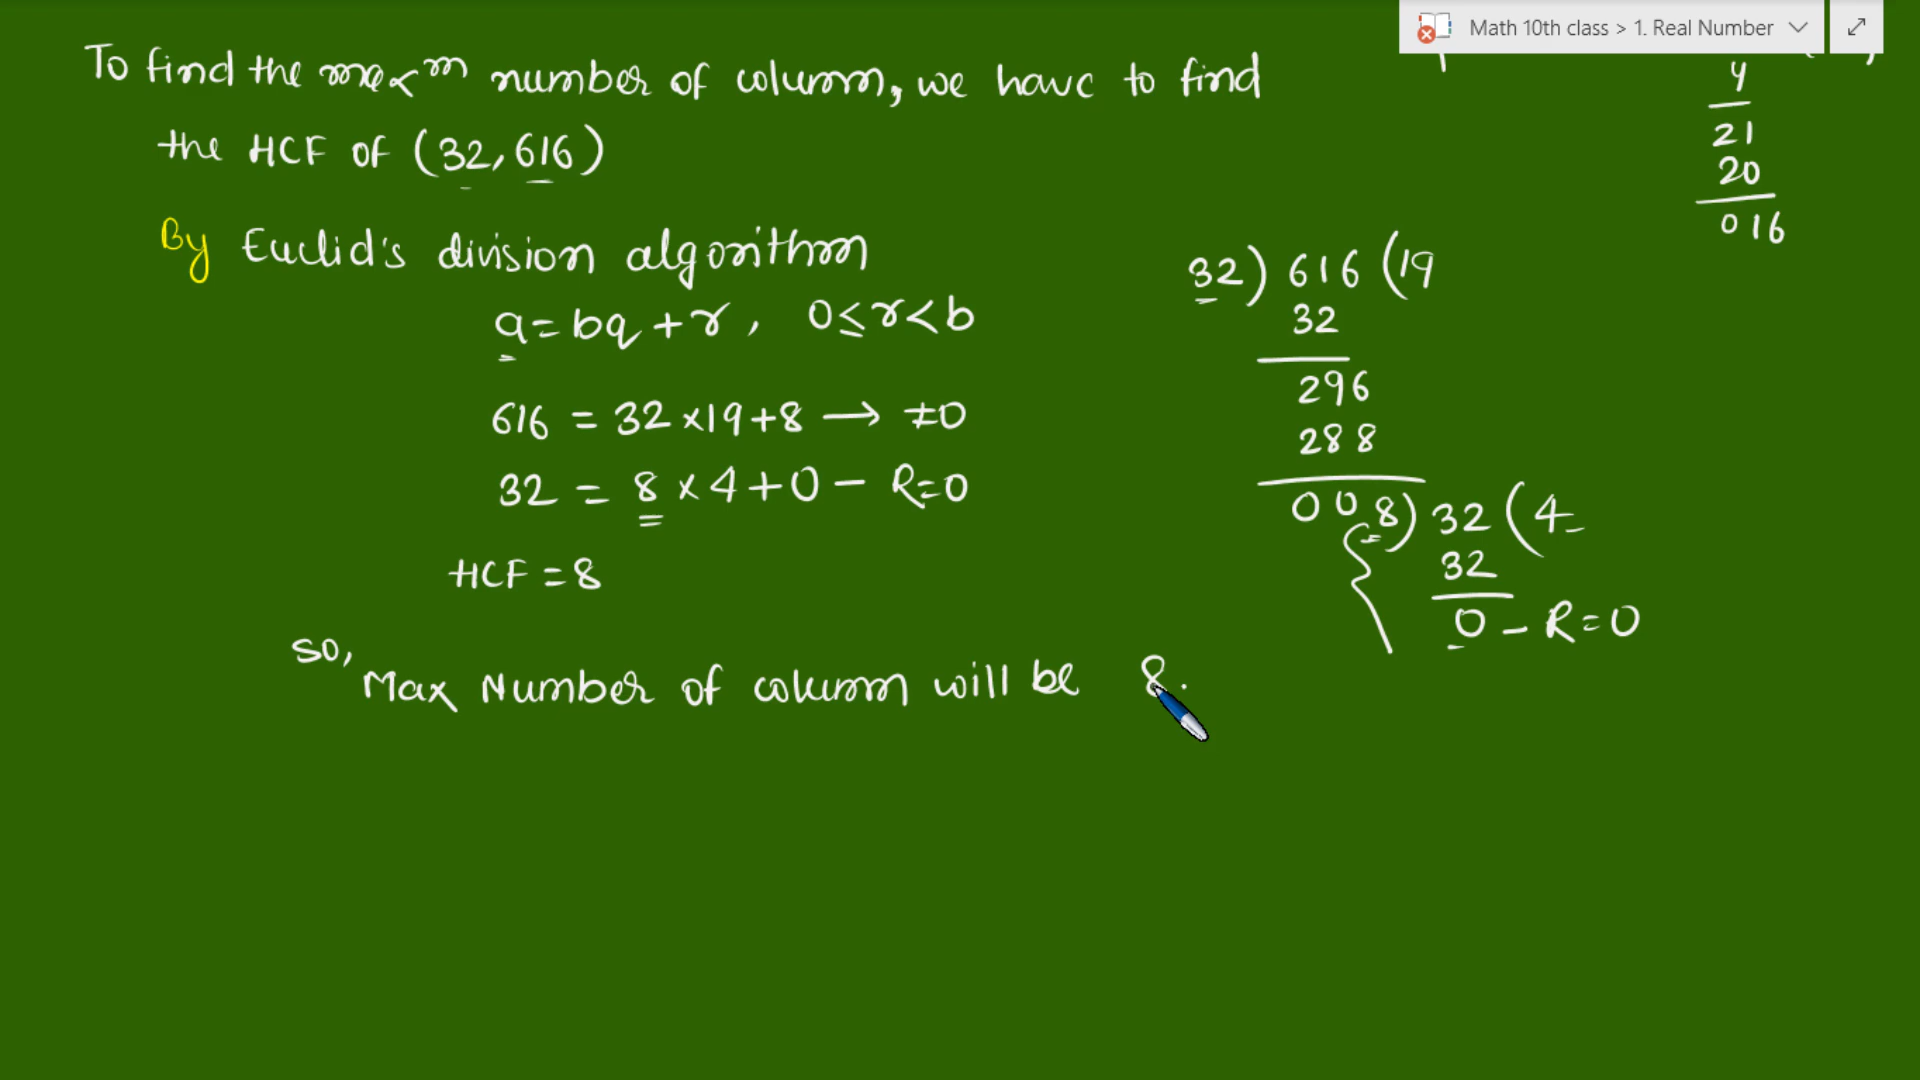 Math 10th class > 1. Real Number
To find the max^m number of column, we have to find
the HCF of (32, 616)
By Euclid's division algorithm
a = bq + r, 0 ≤ r < b
616 = 32 × 19 + 8 → ≠ 0
32 = 8 × 4 + 0 – R = 0
HCF = 8
so,
Max Number of column will be 8.
4
21
20
016
32) 616 (19
32
296
288
008) 32 (4
32
0 – R = 0